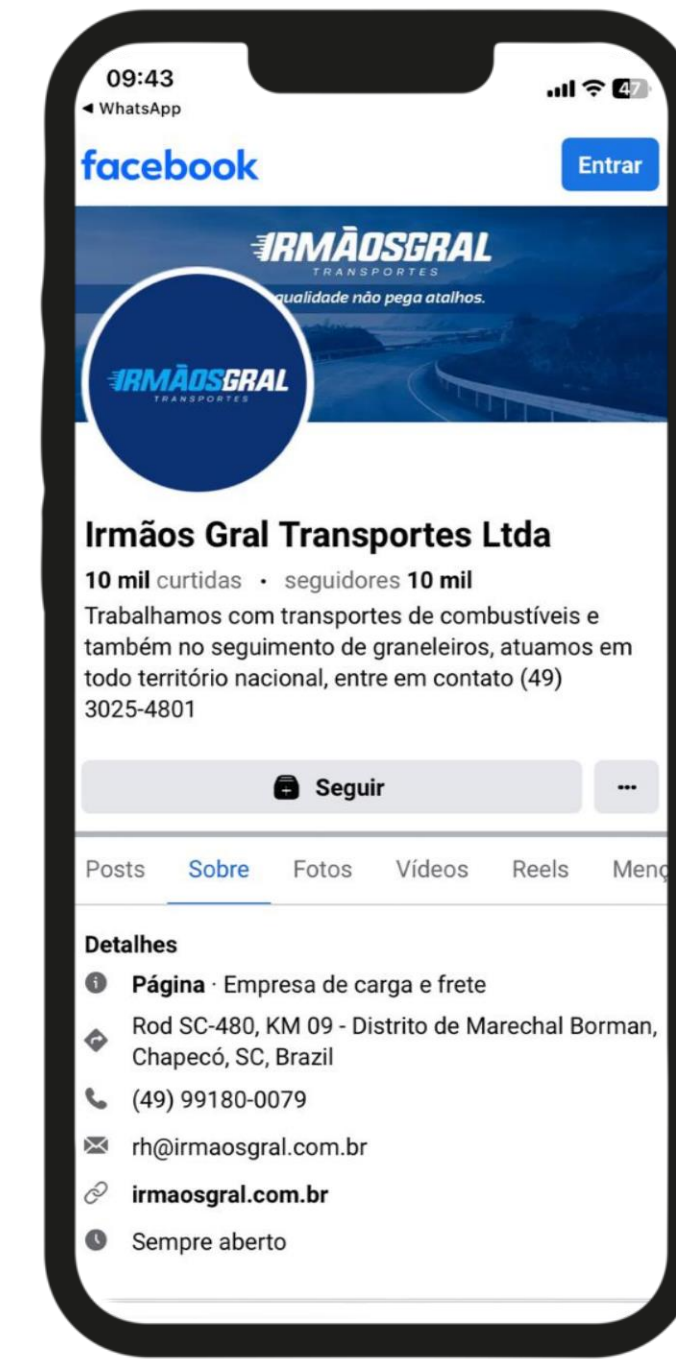 09:43
47
◀ WhatsApp
facebook
Entrar
IRMÃOSGRAL
TRANSPORTES
qualidade não pega atalhos.
IRMÃOSGRAL
TRANSPORTES
Irmãos Gral Transportes Ltda
10 mil curtidas • seguidores 10 mil
Trabalhamos com transportes de combustíveis e
também no seguimento de graneleiros, atuamos em
todo território nacional, entre em contato (49)
3025-4801
Seguir
Posts Sobre Fotos Vídeos Reels Menç
Detalhes
Página · Empresa de carga e frete
Rod SC-480, KM 09 - Distrito de Marechal Borman,
Chapecó, SC, Brazil
(49) 99180-0079
rh@irmaosgral.com.br
irmaosgral.com.br
Sempre aberto